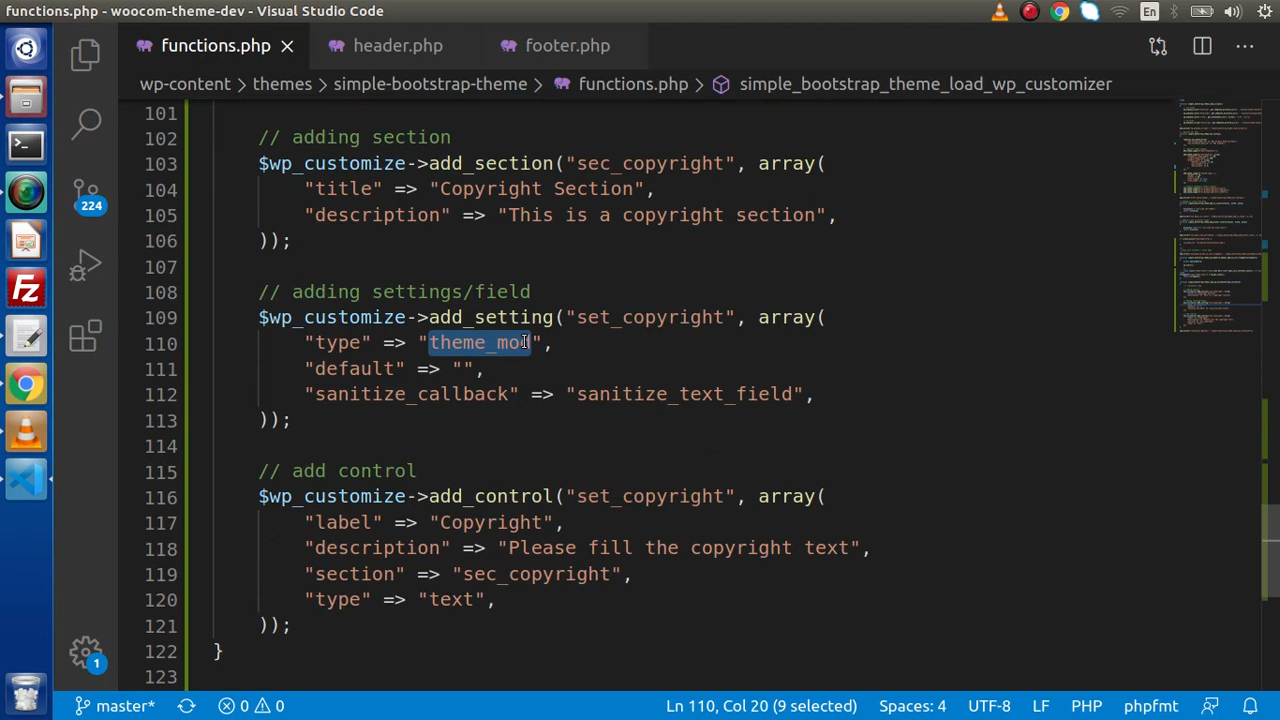 functions.php - woocom-theme-dev - Visual Studio Code
En
functions.php
header.php
footer.php
wp-content
themes
simple-bootstrap-theme
functions.php
simple_bootstrap_theme_load_wp_customizer
101
102 // adding section
103 $wp_customize->add_section("sec_copyright", array(
104 "title" => "Copyright Section",
105 "description" => "This is a copyright section",
106 ));
107
108 // adding settings/field
109 $wp_customize->add_setting("set_copyright", array(
110 "type" => "theme_mod",
111 "default" => "",
112 "sanitize_callback" => "sanitize_text_field",
113 ));
114
115 // add control
116 $wp_customize->add_control("set_copyright", array(
117 "label" => "Copyright",
118 "description" => "Please fill the copyright text",
119 "section" => "sec_copyright",
120 "type" => "text",
121 ));
122 }
123
224
Fz
1
master*
0
0
Ln 110, Col 20 (9 selected)
Spaces: 4
UTF-8
LF
PHP
phpfmt